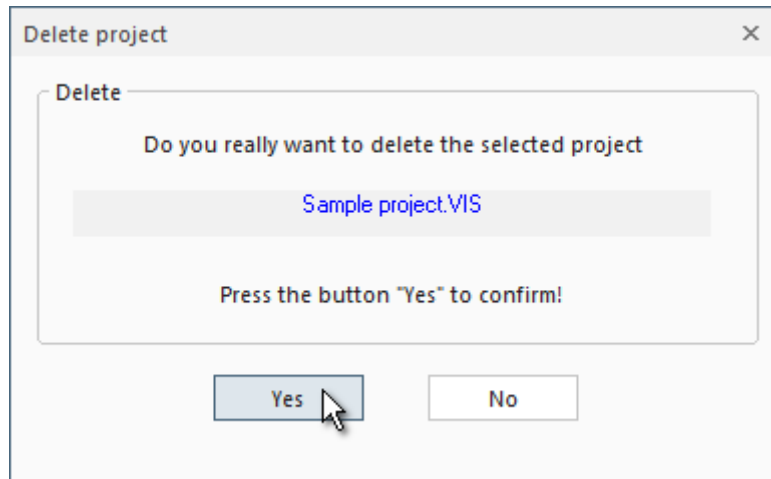 Delete project
Delete
Do you really want to delete the selected project
Sample project.VIS
Press the button "Yes" to confirm!
Yes
No